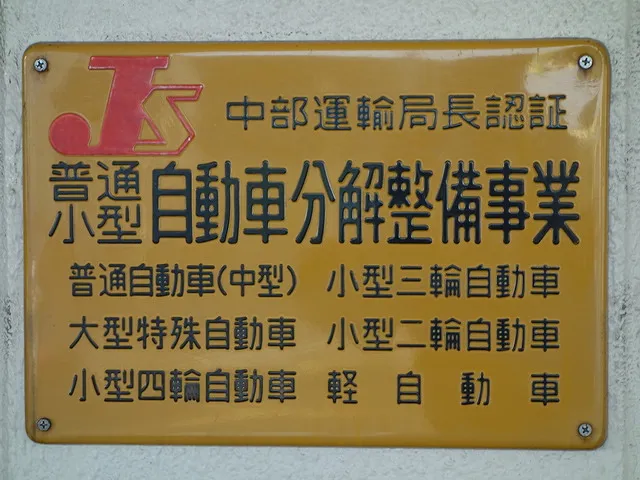 JS 中部運輸局長認証
普通小型 自動車分解整備事業
普通自動車(中型) 小型三輪自動車
大型特殊自動車 小型二輪自動車
小型四輪自動車 軽自動車